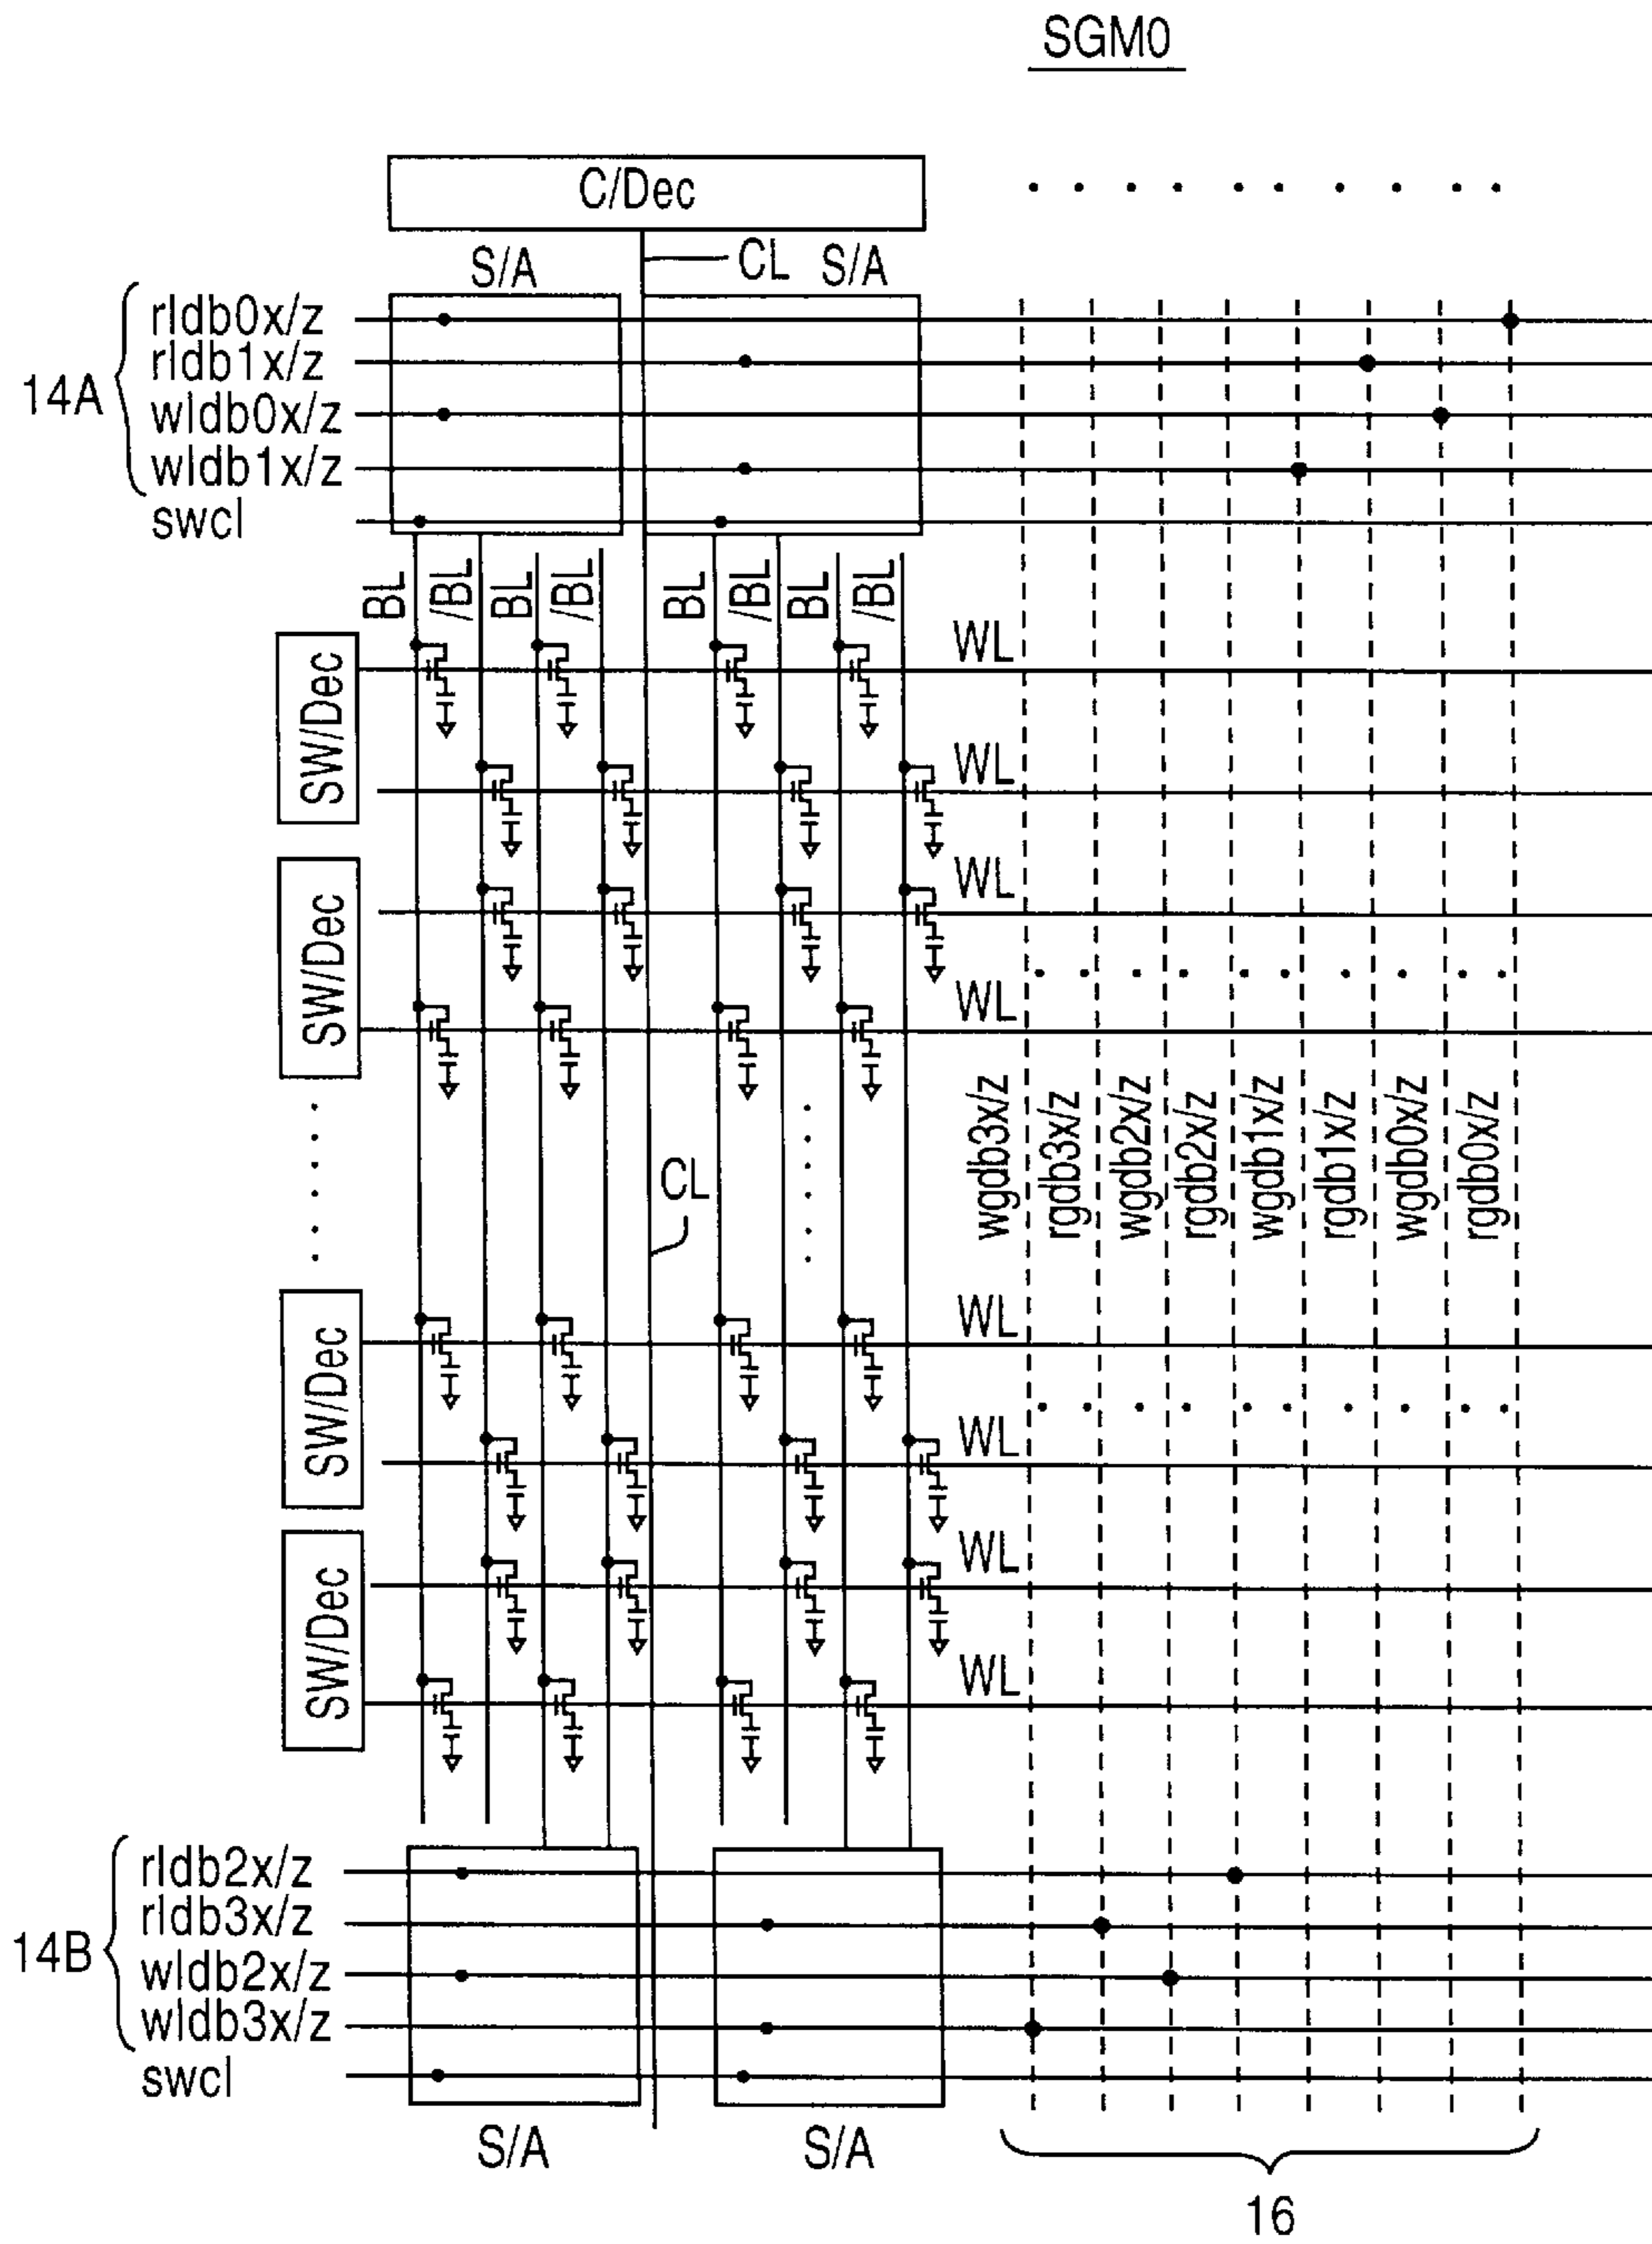 SGM0
C/Dec
S/A
CL
S/A
14A
rldb0x/z
rldb1x/z
wldb0x/z
wldb1x/z
swcl
BL
/BL
BL
/BL
BL
/BL
BL
/BL
SW/Dec
WL
WL
SW/Dec
WL
WL
wgdb3x/z
rgdb3x/z
wgdb2x/z
rgdb2x/z
wgdb1x/z
rgdb1x/z
wgdb0x/z
rgdb0x/z
CL
SW/Dec
WL
WL
SW/Dec
WL
WL
14B
rldb2x/z
rldb3x/z
wldb2x/z
wldb3x/z
swcl
S/A
S/A
16